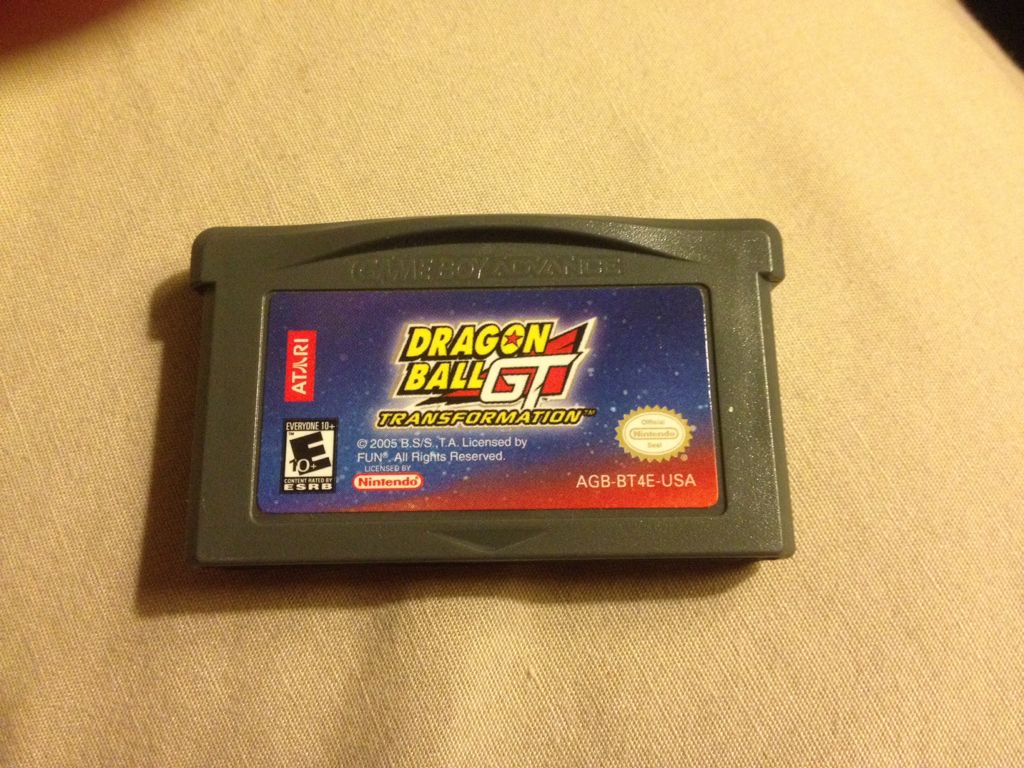 GAME BOY ADVANCE
ATARI
DRAGON
BALL GT
TRANSFORMATION™
EVERYONE 10+
™
E
10+
CONTENT RATED BY
ESRB
© 2005 B.S/S.,T.A. Licensed by
FUN®. All Rights Reserved.
LICENSED BY
Nintendo
Official
Nintendo
Seal
AGB-BT4E-USA